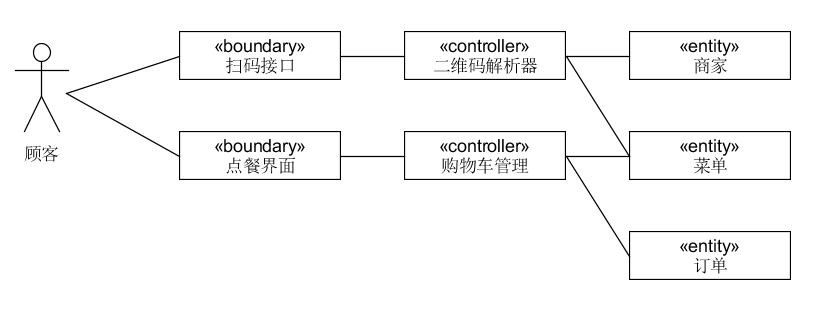 «boundary»
扫码接口
«controller»
二维码解析器
«entity»
商家
顾客
«boundary»
点餐界面
«controller»
购物车管理
«entity»
菜单
«entity»
订单